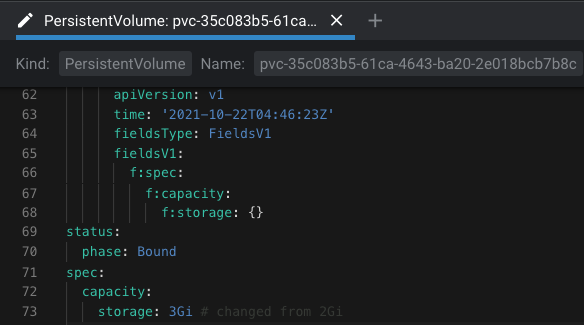 PersistentVolume: pvc-35c083b5-61ca...
Kind: PersistentVolume Name: pvc-35c083b5-61ca-4643-ba20-2e018bcb7b8c
62 apiVersion: v1
63 time: '2021-10-22T04:46:23Z'
64 fieldsType: FieldsV1
65 fieldsV1:
66 f:spec:
67 f:capacity:
68 f:storage: {}
69 status:
70 phase: Bound
71 spec:
72 capacity:
73 storage: 3Gi # changed from 2Gi